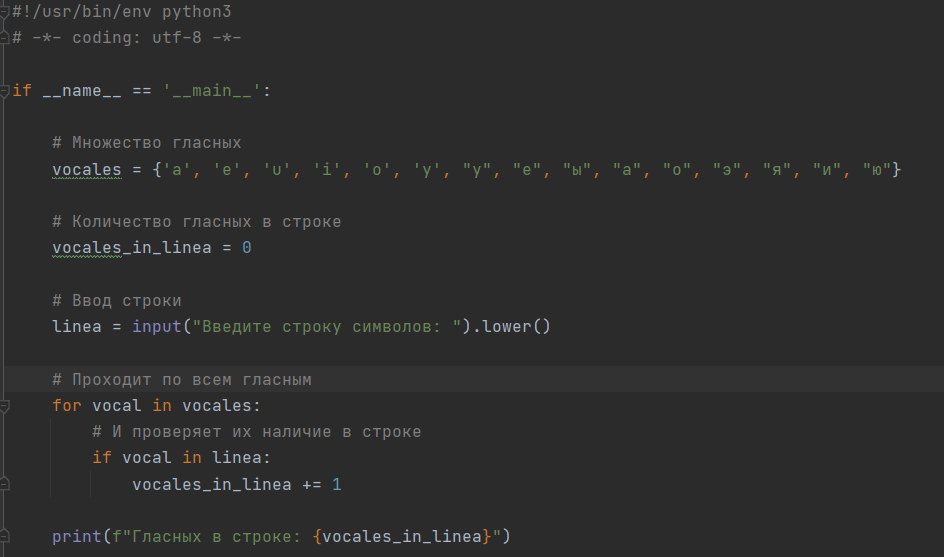 #!/usr/bin/env python3
# -*- coding: utf-8 -*-
if __name__ == '__main__':
# Множество гласных
vocales = {'a', 'e', 'u', 'i', 'o', 'y', "у", "е", "ы", "а", "о", "э", "я", "и", "ю"}
# Количество гласных в строке
vocales_in_linea = 0
# Ввод строки
linea = input("Введите строку символов: ").lower()
# Проходит по всем гласным
for vocal in vocales:
# И проверяет их наличие в строке
if vocal in linea:
vocales_in_linea += 1
print(f"Гласных в строке: {vocales_in_linea}")